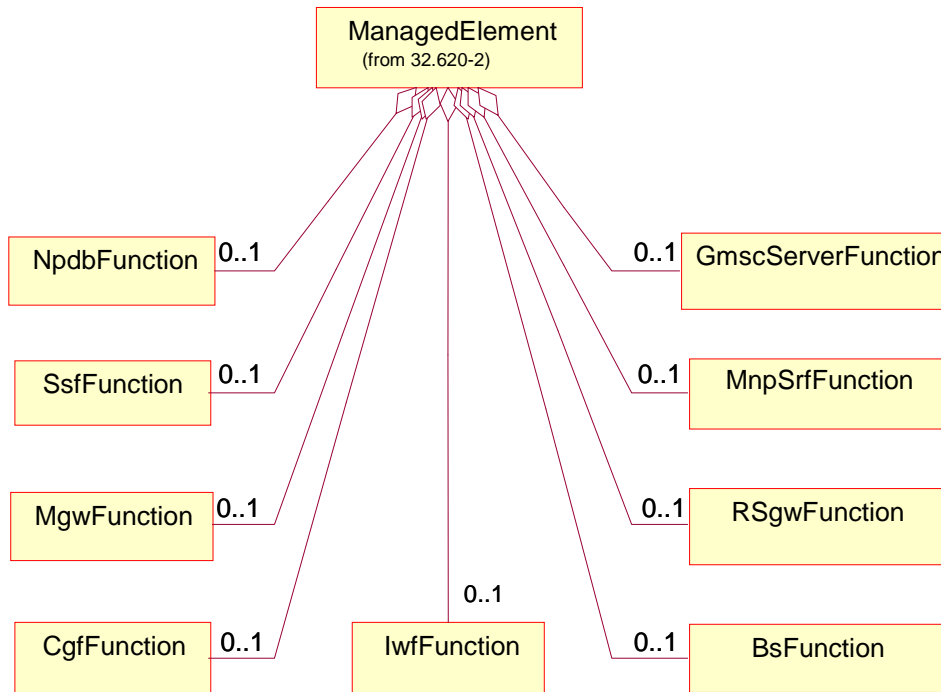 ManagedElement
(from 32.620-2)
NpdbFunction
0..1
0..1
GmscServerFunction
SsfFunction
0..1
0..1
MnpSrfFunction
MgwFunction
0..1
0..1
RSgwFunction
CgfFunction
0..1
0..1
IwfFunction
0..1
BsFunction